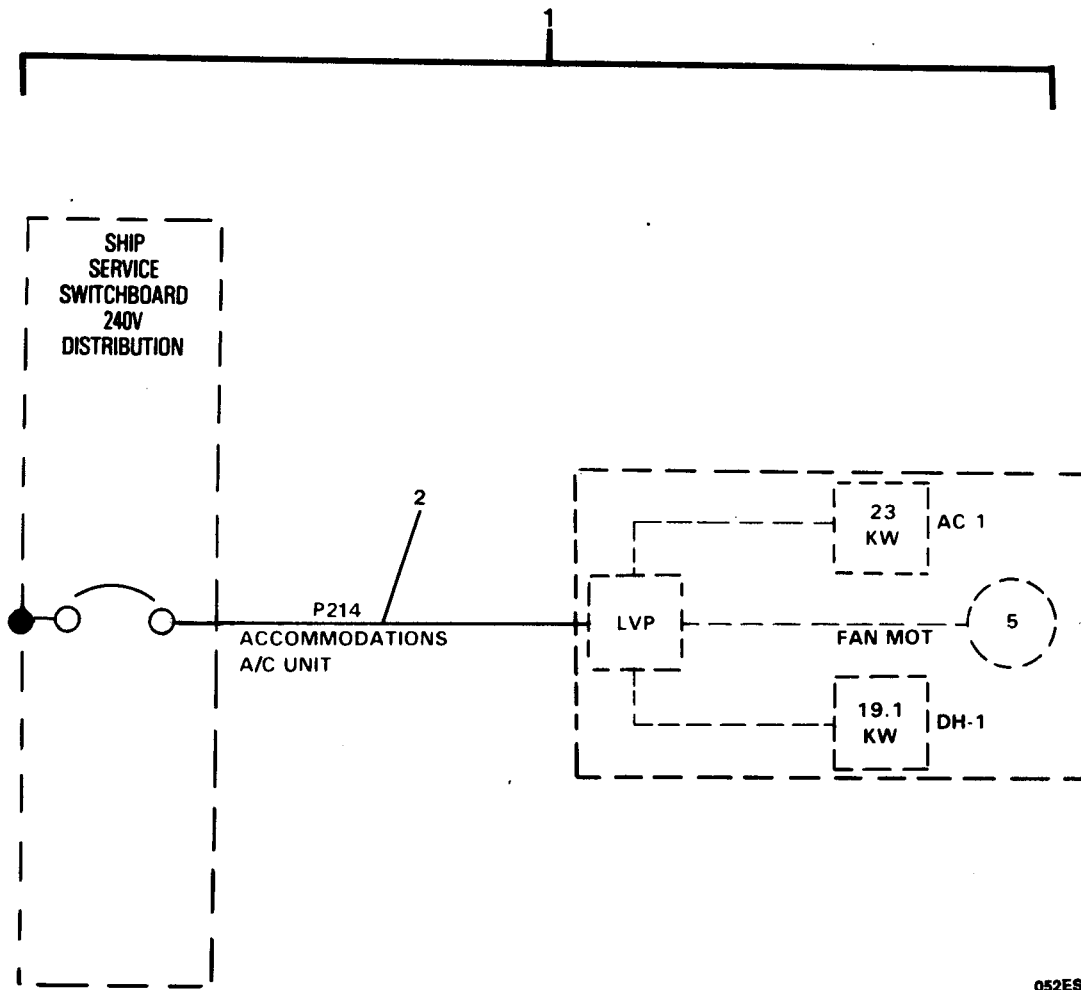 1
SHIP
SERVICE
SWITCHBOARD
240V
DISTRIBUTION
2
P214
ACCOMMODATIONS
A/C UNIT
LVP
23
KW
AC 1
FAN MOT
5
19.1
KW
DH-1
052ES